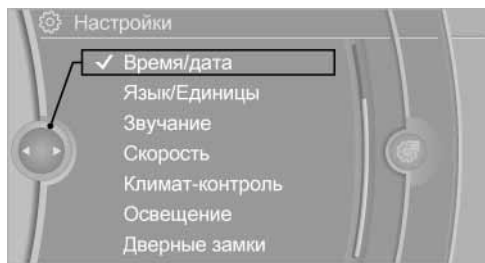 Настройки
Время/дата
Язык/Единицы
Звучание
Скорость
Климат-контроль
Освещение
Дверные замки